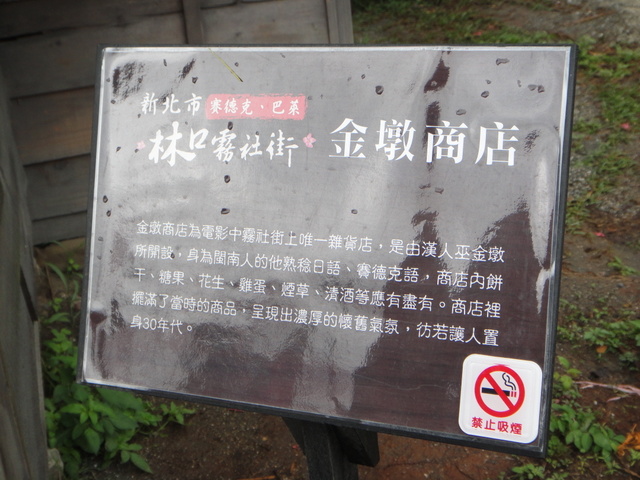 新北市 賽德克・巴萊
林口霧社街 金墩商店
金墩商店為電影中霧社街上唯一雜貨店，是由漢人巫金墩
所開設，身為閩南人的他熟稔日語、賽德克語，商店內餅
干、糖果、花生、雞蛋、煙草、清酒等應有盡有。商店裡
擺滿了當時的商品，呈現出濃厚的懷舊氣氛，彷若讓人置
身30年代。
禁止吸煙